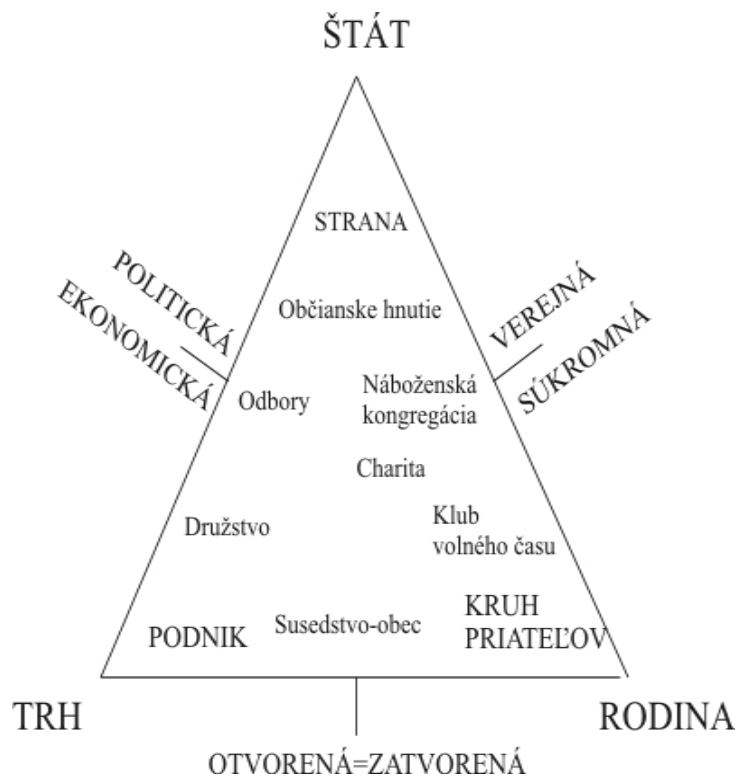 ŠTÁT
STRANA
POLITICKÁ
EKONOMICKÁ
VEREJNÁ
SÚKROMNÁ
Občianske hnutie
Odbory
Náboženská
kongregácia
Charita
Družstvo
Klub
volného času
PODNIK
Susedstvo-obec
KRUH
PRIATEĽOV
TRH
RODINA
OTVORENÁ=ZATVORENÁ